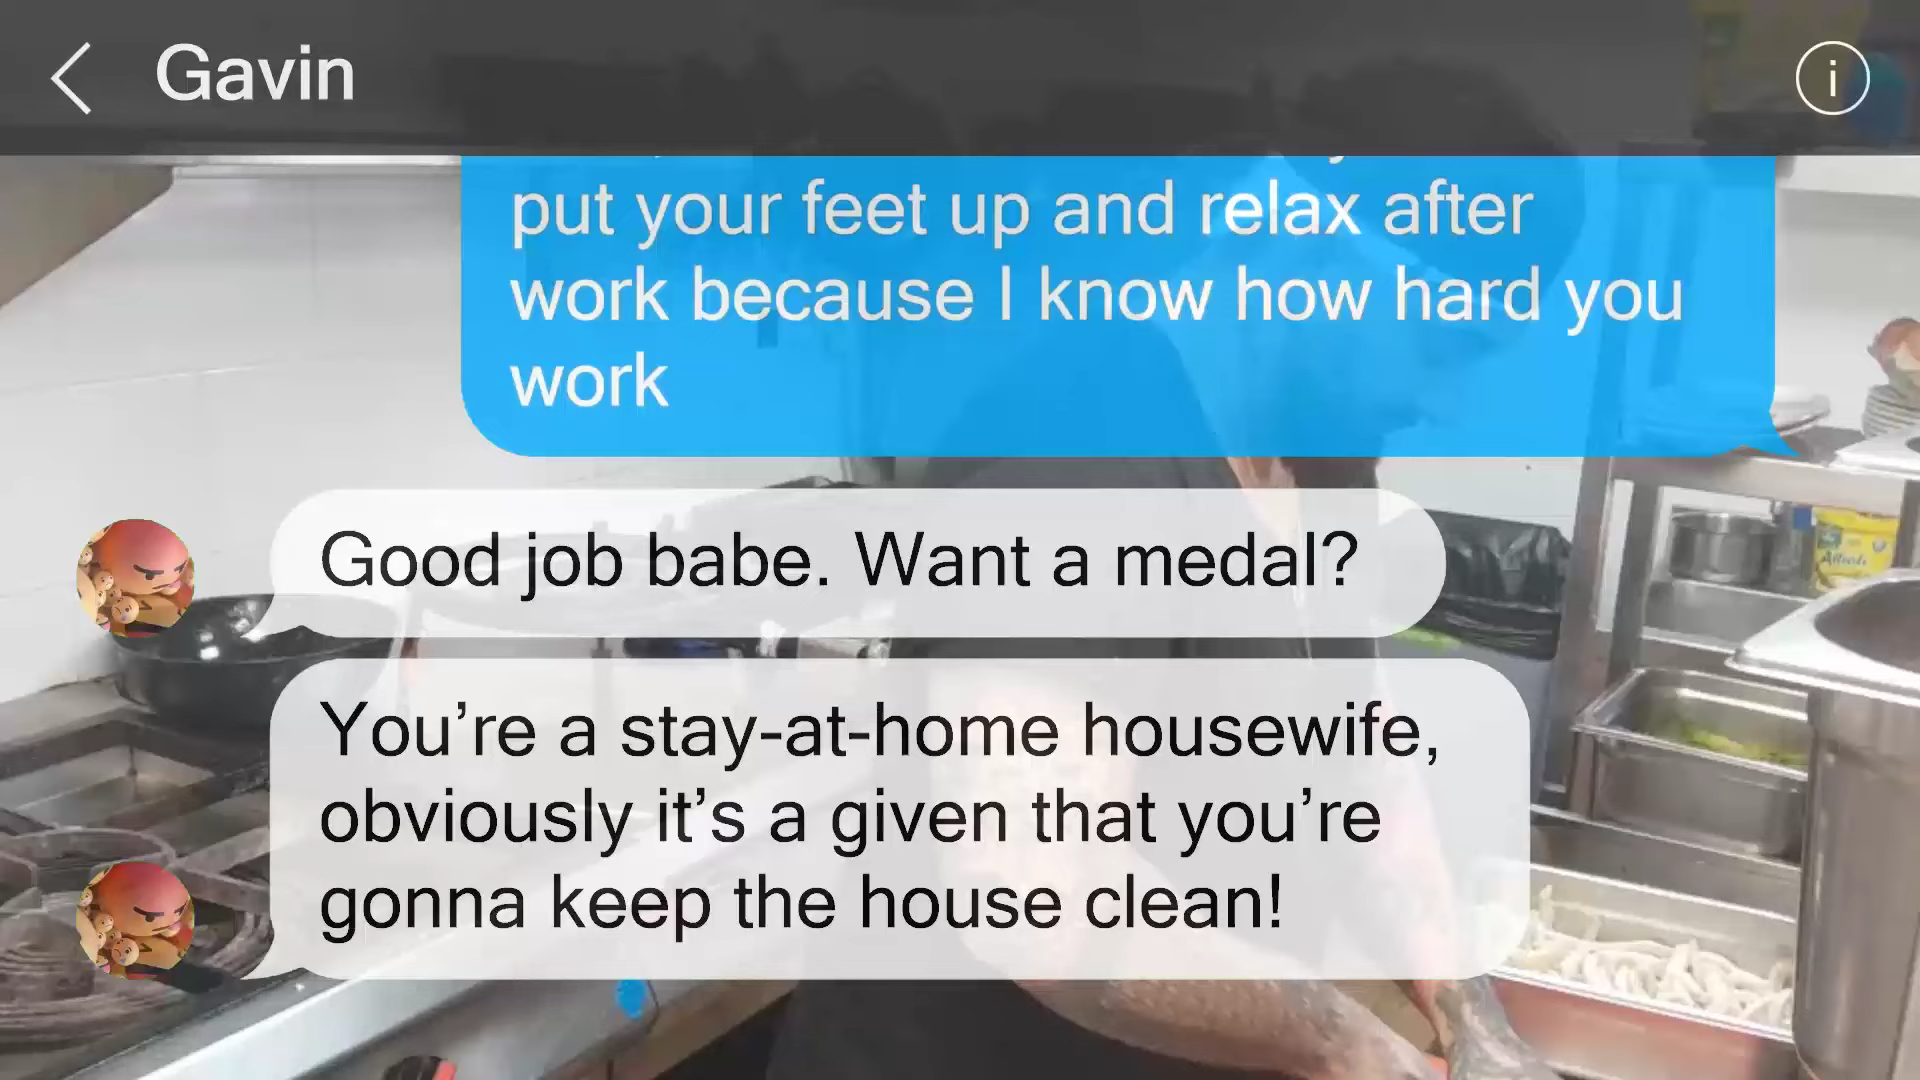 Gavin
i
put your feet up and relax after
work because I know how hard you
work
Good job babe. Want a medal?
You’re a stay-at-home housewife,
obviously it’s a given that you’re
gonna keep the house clean!